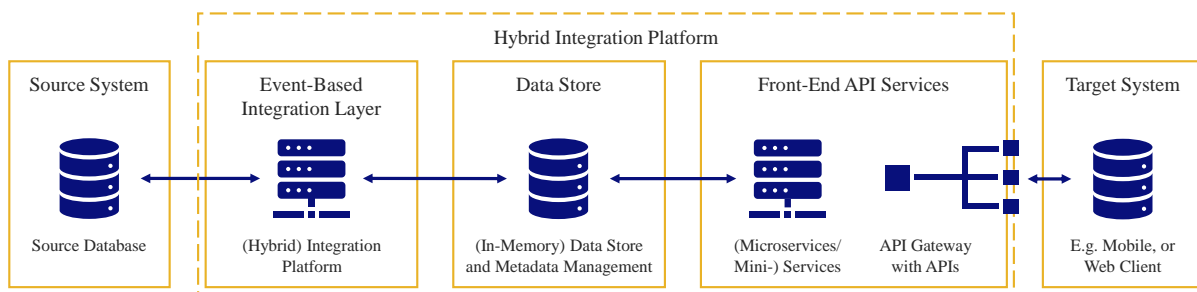 Hybrid Integration Platform
Source System
Event-Based
Integration Layer
Data Store
Front-End API Services
Target System
Source Database
(Hybrid) Integration
Platform
(In-Memory) Data Store
and Metadata Management
(Microservices/
Mini-) Services
API Gateway
with APIs
E.g. Mobile, or
Web Client